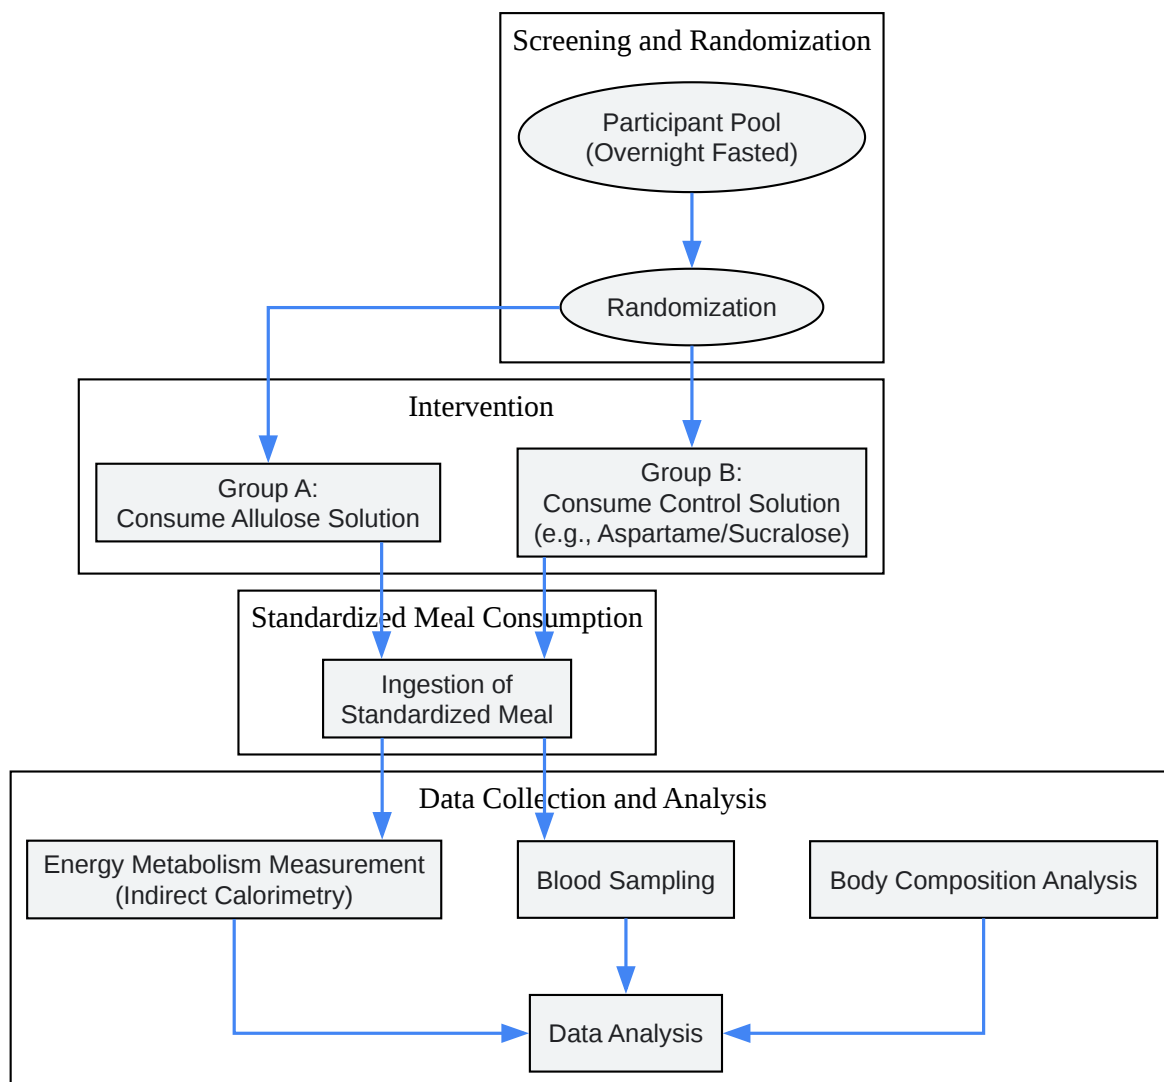 Screening and Randomization
Participant Pool
(Overnight Fasted)
Randomization
Intervention
Group A:
Consume Allulose Solution
Group B:
Consume Control Solution
(e.g., Aspartame/Sucralose)
Standardized Meal Consumption
Ingestion of
Standardized Meal
Data Collection and Analysis
Energy Metabolism Measurement
(Indirect Calorimetry)
Blood Sampling
Body Composition Analysis
Data Analysis